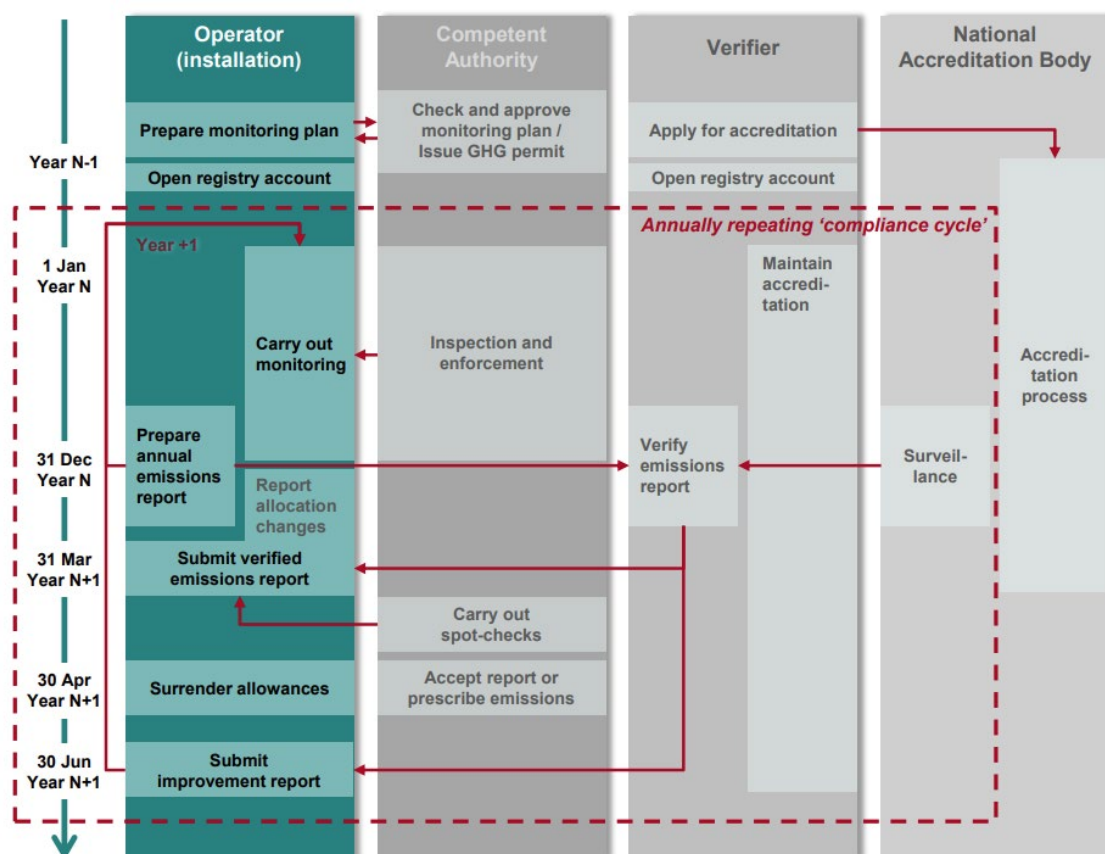 Operator
(installation)
Competent
Authority
Verifier
National
Accreditation Body
Year N-1
Prepare monitoring plan
Check and approve
monitoring plan /
Issue GHG permit
Apply for accreditation
Open registry account
Open registry account
Annually repeating ‘compliance cycle’
Year +1
1 Jan
Year N
Carry out
monitoring
Inspection and
enforcement
Maintain
accredi-
tation
Accredi-
tation
process
31 Dec
Year N
Prepare
annual
emissions
report
Report
allocation
changes
Verify
emissions
report
Surveil-
lance
31 Mar
Year N+1
Submit verified
emissions report
Carry out
spot-checks
30 Apr
Year N+1
Surrender allowances
Accept report or
prescribe emissions
30 Jun
Year N+1
Submit
improvement report